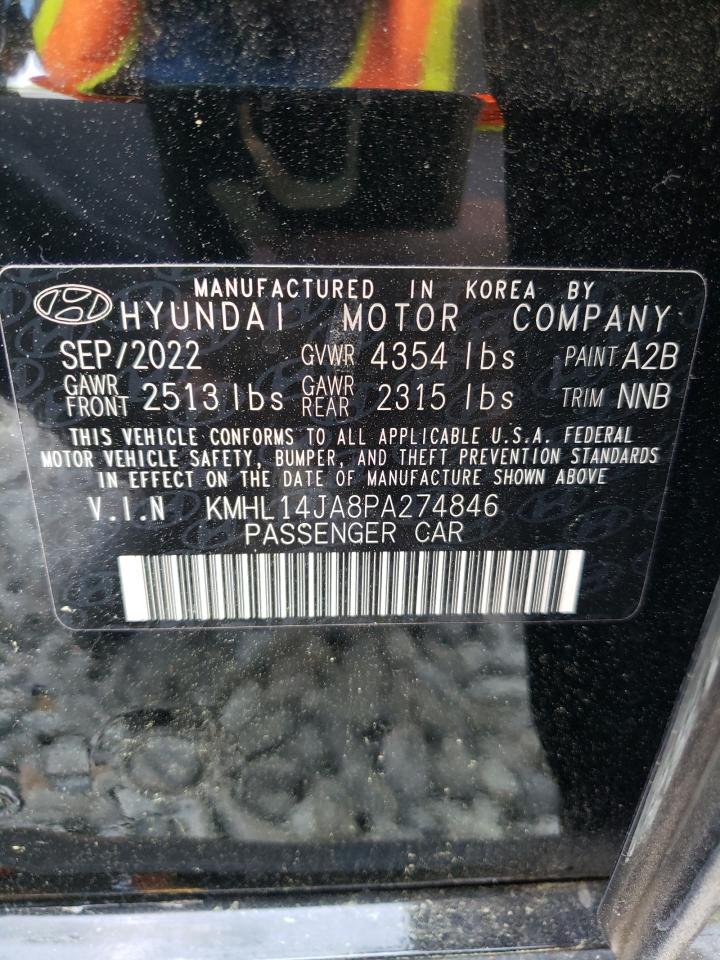 MANUFACTURED IN KOREA BY
HYUNDAI MOTOR COMPANY
SEP/2022 GVWR 4354 lbs PAINT A2B
GAWR FRONT 2513 lbs GAWR REAR 2315 lbs TRIM NNB
THIS VEHICLE CONFORMS TO ALL APPLICABLE U.S.A. FEDERAL
MOTOR VEHICLE SAFETY, BUMPER, AND THEFT PREVENTION STANDARDS
IN EFFECT ON THE DATE OF MANUFACTURE SHOWN ABOVE
V.I.N KMHL14JA8PA274846
PASSENGER CAR